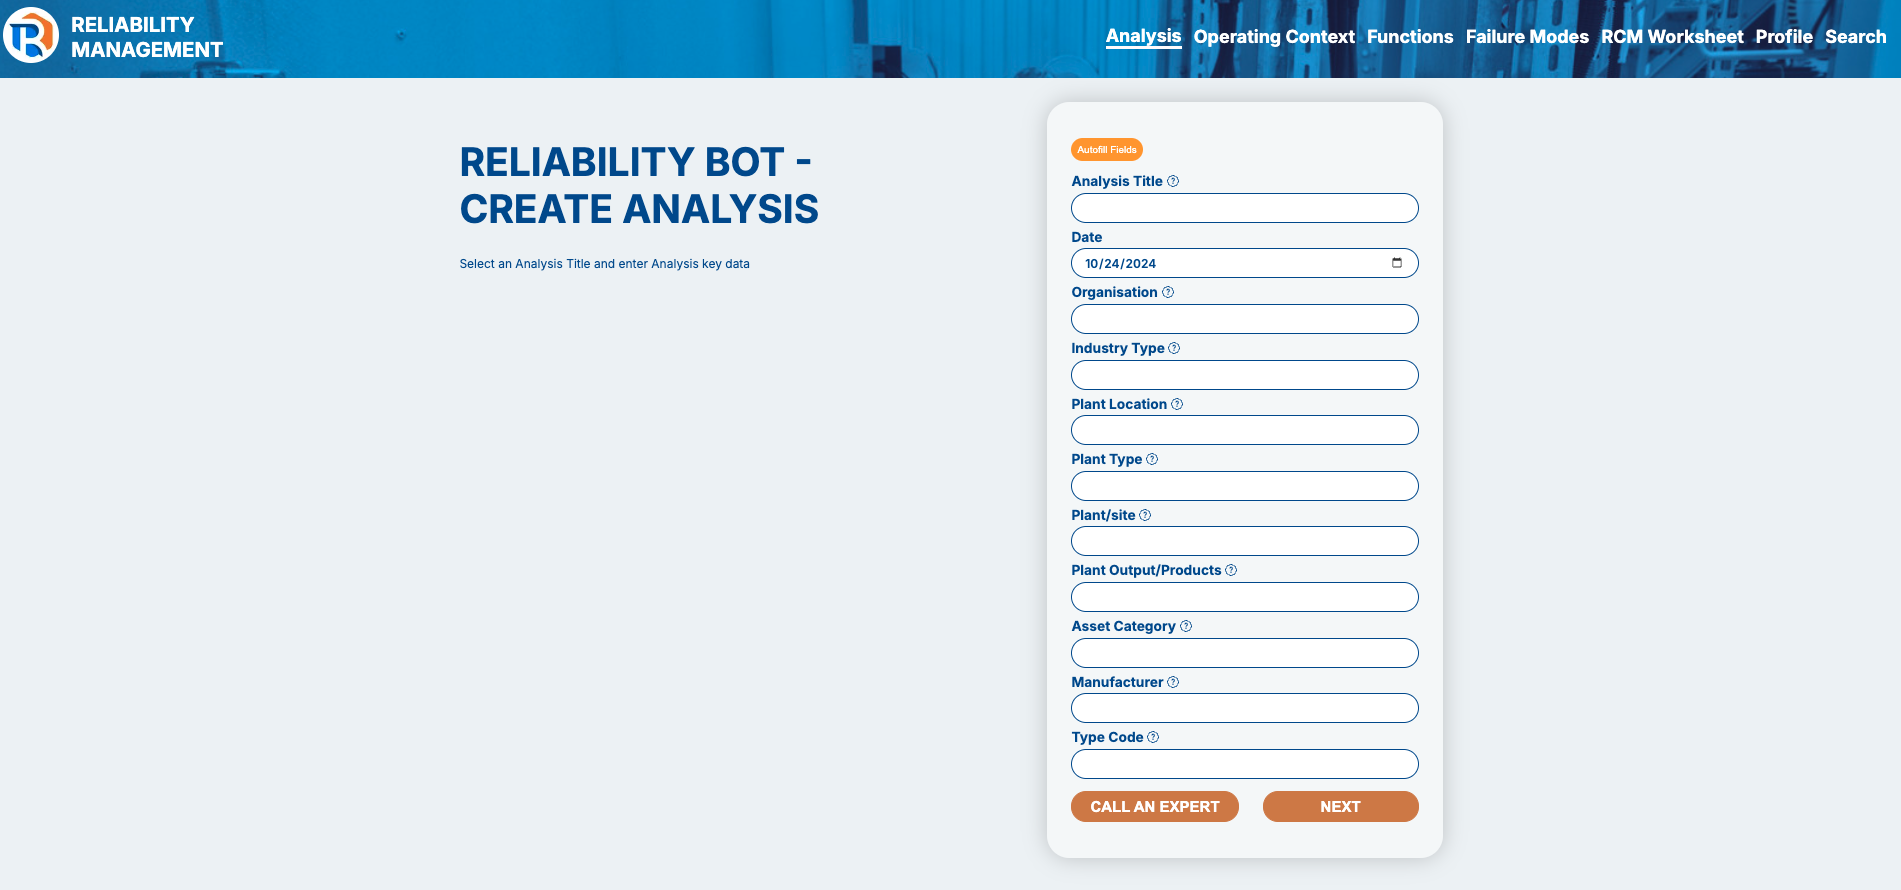 RELIABILITY
MANAGEMENT
Analysis Operating Context Functions Failure Modes RCM Worksheet Profile Search
RELIABILITY BOT -
CREATE ANALYSIS
Select an Analysis Title and enter Analysis key data
Autofill Fields
Analysis Title ?
Date
10/24/2024
Organisation ?
Industry Type ?
Plant Location ?
Plant Type ?
Plant/site ?
Plant Output/Products ?
Asset Category ?
Manufacturer ?
Type Code ?
CALL AN EXPERT NEXT